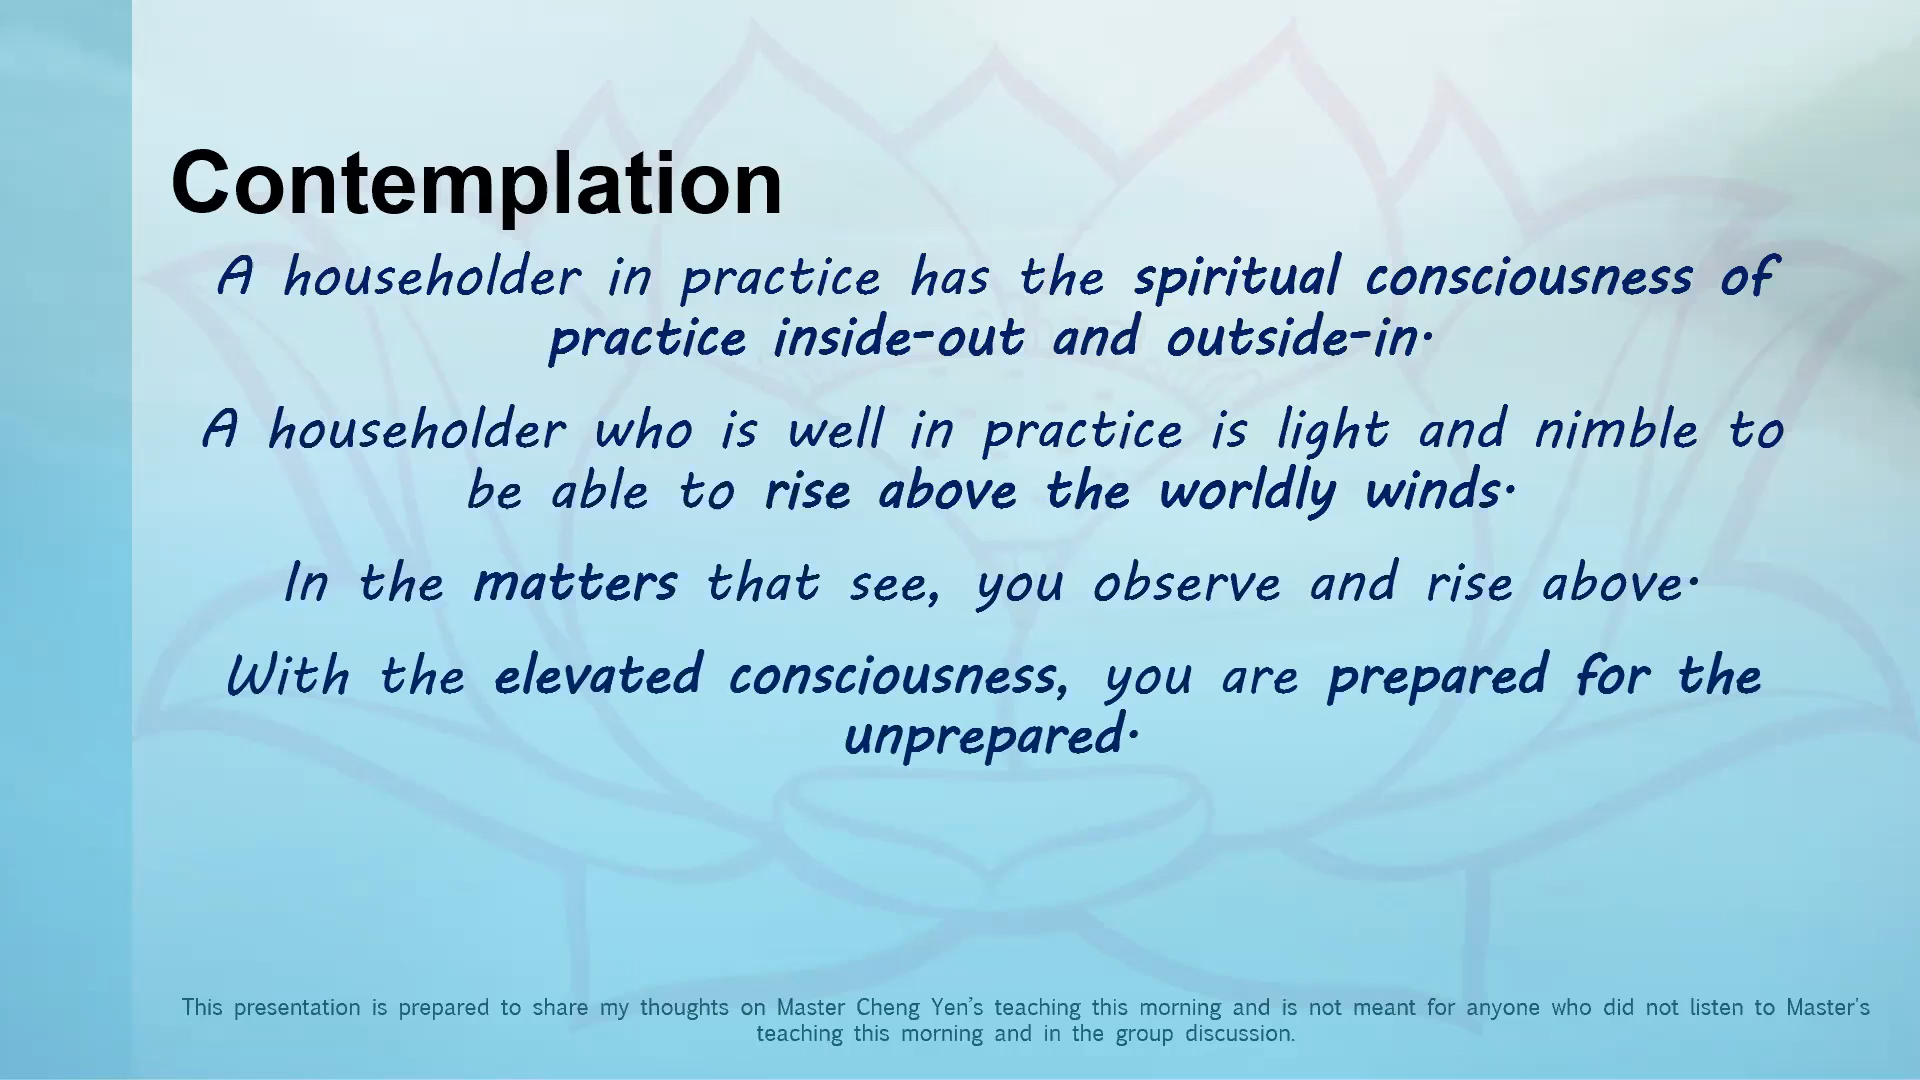 Contemplation
A householder in practice has the spiritual consciousness of
practice inside-out and outside-in.
A householder who is well in practice is light and nimble to
be able to rise above the worldly winds.
In the matters that see, you observe and rise above.
With the elevated consciousness, you are prepared for the
unprepared.
This presentation is prepared to share my thoughts on Master Cheng Yen's teaching this morning and is not meant for anyone who did not listen to Master's
teaching this morning and in the group discussion.